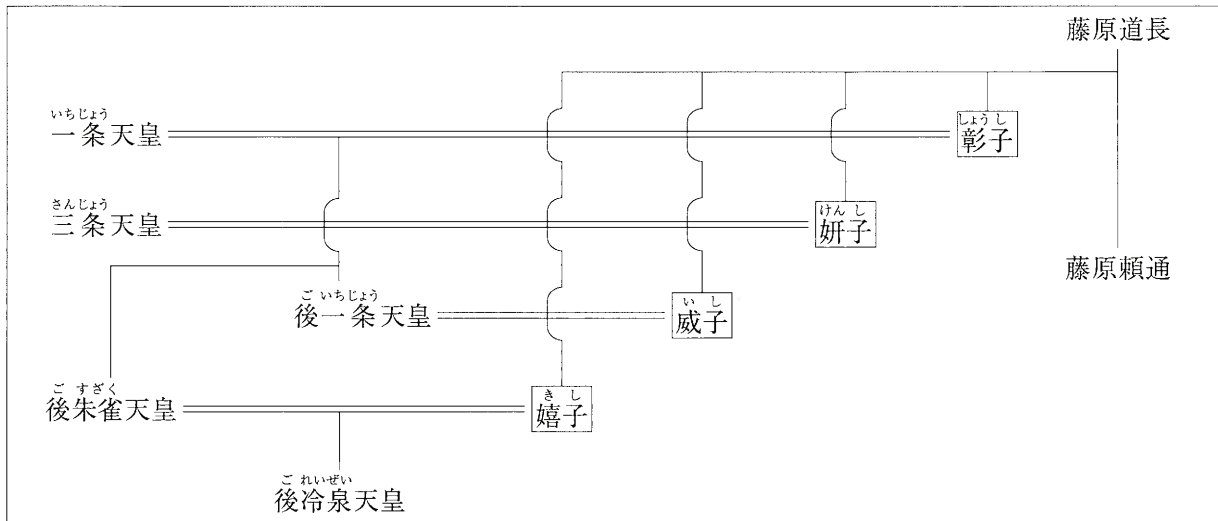 藤原道長
いちじょう
一条天皇
しょうし
彰子
さんじょう
三条天皇
けんし
妍子
藤原頼通
ごいちじょう
後一条天皇
いし
威子
ごすざく
後朱雀天皇
きし
嬉子
ごれいぜい
後冷泉天皇